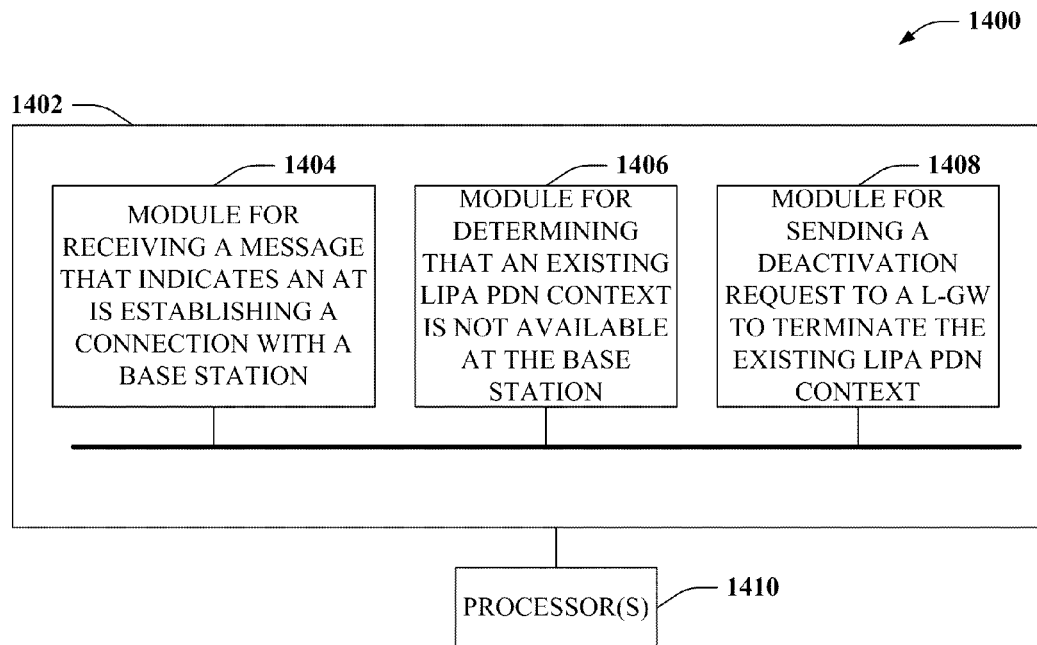 1400
1402
1404
1406
1408
MODULE FOR
RECEIVING A MESSAGE
THAT INDICATES AN AT
IS ESTABLISHING A
CONNECTION WITH A
BASE STATION
MODULE FOR
DETERMINING
THAT AN EXISTING
LIPA PDN CONTEXT
IS NOT AVAILABLE
AT THE BASE
STATION
MODULE FOR
SENDING A
DEACTIVATION
REQUEST TO A L-GW
TO TERMINATE THE
EXISTING LIPA PDN
CONTEXT
PROCESSOR(S)
1410